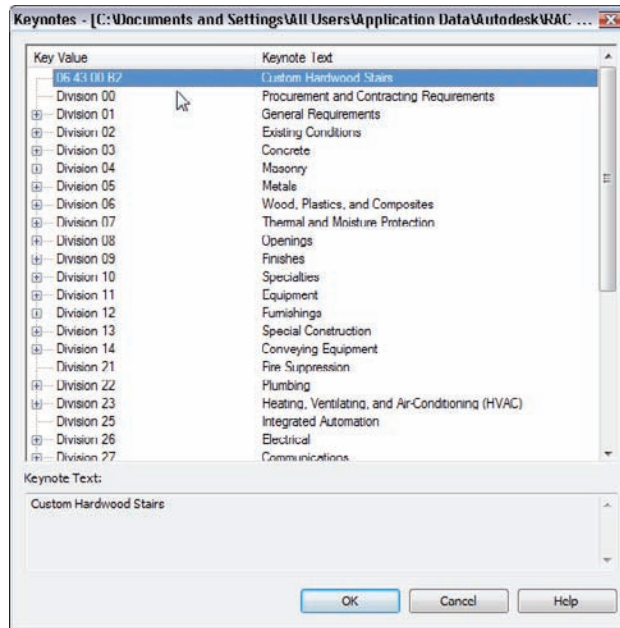 Keynotes - [C:\Documents and Settings\All Users\Application Data\Autodesk\RAC ...
Key Value Keynote Text
06 43 00 B2 Custom Hardwood Stairs
Division 00 Procurement and Contracting Requirements
Division 01 General Requirements
Division 02 Existing Conditions
Division 03 Concrete
Division 04 Masonry
Division 05 Metals
Division 06 Wood, Plastics, and Composites
Division 07 Thermal and Moisture Protection
Division 08 Openings
Division 09 Finishes
Division 10 Specialties
Division 11 Equipment
Division 12 Furnishings
Division 13 Special Construction
Division 14 Conveying Equipment
Division 21 Fire Suppression
Division 22 Plumbing
Division 23 Heating, Ventilating, and Air-Conditioning (HVAC)
Division 25 Integrated Automation
Division 26 Electrical
Division 27 Communications
Keynote Text:
Custom Hardwood Stairs
OK Cancel Help